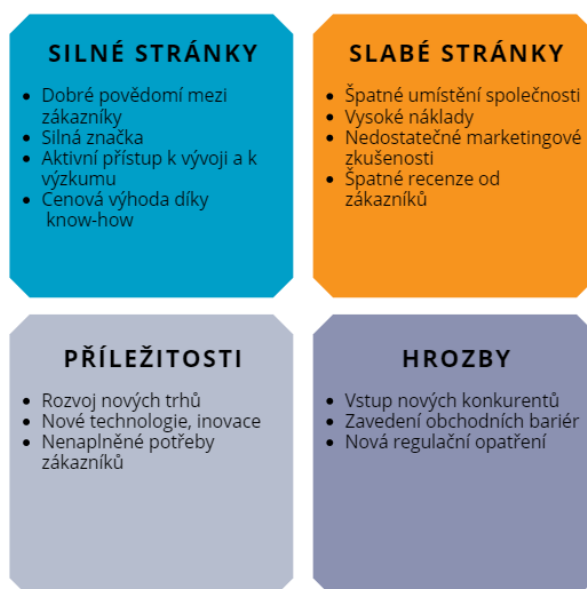 SILNÉ STRÁNKY
• Dobré povědomí mezi
zákazníky
• Silná značka
• Aktivní přístup k vývoji a k
výzkumu
• Cenová výhoda díky
know-how
SLABÉ STRÁNKY
• Špatné umístění společnosti
• Vysoké náklady
• Nedostatečné marketingové
zkušenosti
• Špatné recenze od
zákazníků
PŘÍLEŽITOSTI
• Rozvoj nových trhů
• Nové technologie, inovace
• Nenaplněné potřeby
zákazníků
HROZBY
• Vstup nových konkurentů
• Zavedení obchodních bariér
• Nová regulační opatření